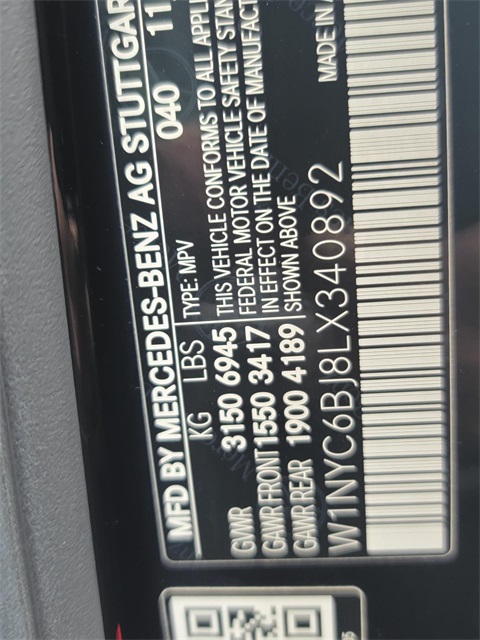 MFD BY MERCEDES-BENZ AG STUTTGAR
040 11
KG LBS TYPE: MPV
GVWR 3150 6945 THIS VEHICLE CONFORMS TO ALL APPLI
GAWR FRONT 1550 3417 FEDERAL MOTOR VEHICLE SAFETY STAN
GAWR REAR 1900 4189 IN EFFECT ON THE DATE OF MANUFACT
SHOWN ABOVE
MADE IN A
W1NYC6BJ8LX340892